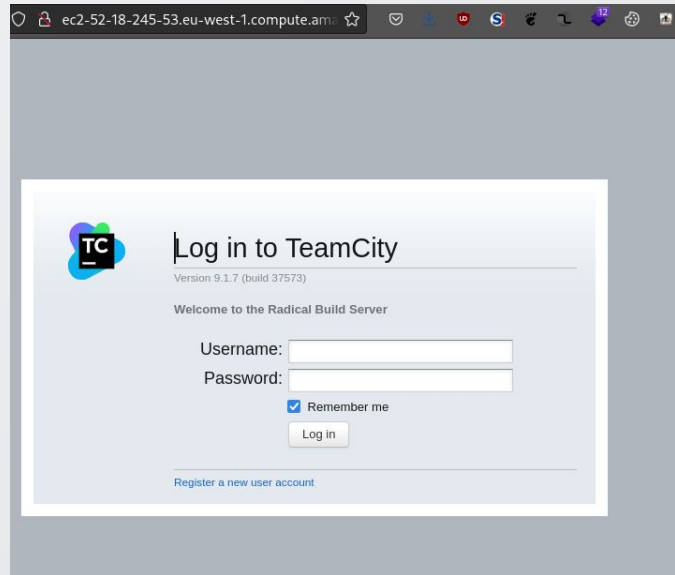 ec2-52-18-245-53.eu-west-1.compute.ama
12
TC
Log in to TeamCity
Version 9.1.7 (build 37573)
Welcome to the Radical Build Server
Username:
Password:
Remember me
Log in
Register a new user account